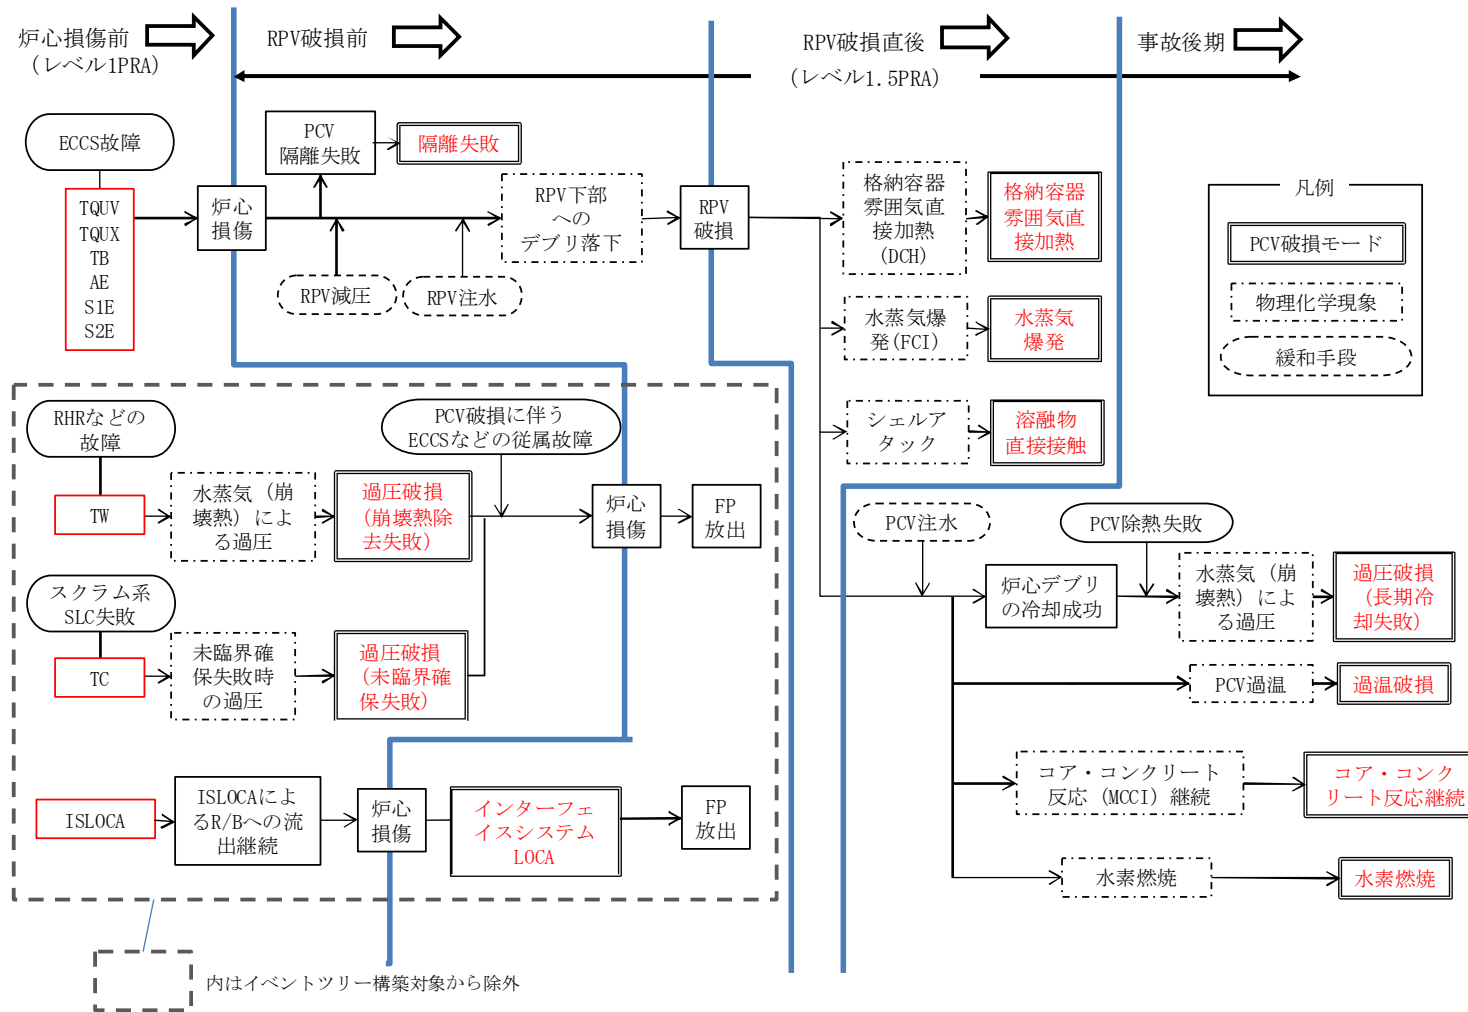 炉心損傷前
(レベル1PRA)
RPV破損前
RPV破損直後
(レベル1.5PRA)
事故後期
ECCS故障
TQUV
TQUX
TB
AE
S1E
S2E
炉心
損傷
PCV
隔離失敗
隔離失敗
RPV減圧
RPV注水
RPV下部
への
デブリ落下
RPV
破損
格納容器
雰囲気直
接加熱
(DCH)
格納容器
雰囲気直
接加熱
水蒸気爆
発(FCI)
水蒸気
爆発
シェルア
タック
溶融物
直接接触
凡例
PCV破損モード
物理化学現象
緩和手段
RHRなどの
故障
TW
水蒸気(崩
壊熱)によ
る過圧
過圧破損
(崩壊熱除
去失敗)
PCV破損に伴う
ECCSなどの従属故障
炉心
損傷
FP
放出
スクラム系
SLC失敗
TC
未臨界確
保失敗時
の過圧
過圧破損
(未臨界確
保失敗)
ISLOCA
ISLOCAによ
るR/Bへの流
出継続
炉心
損傷
インターフェ
イスシステム
LOCA
FP
放出
PCV注水
PCV除熱失敗
炉心デブリ
の冷却成功
水蒸気(崩
壊熱)によ
る過圧
過圧破損
(長期冷
却失敗)
PCV過温
過温破損
コア・コンクリート
反応(MCCI)継続
コア・コンク
リート反応継続
水素燃焼
水素燃焼
内はイベントツリー構築対象から除外